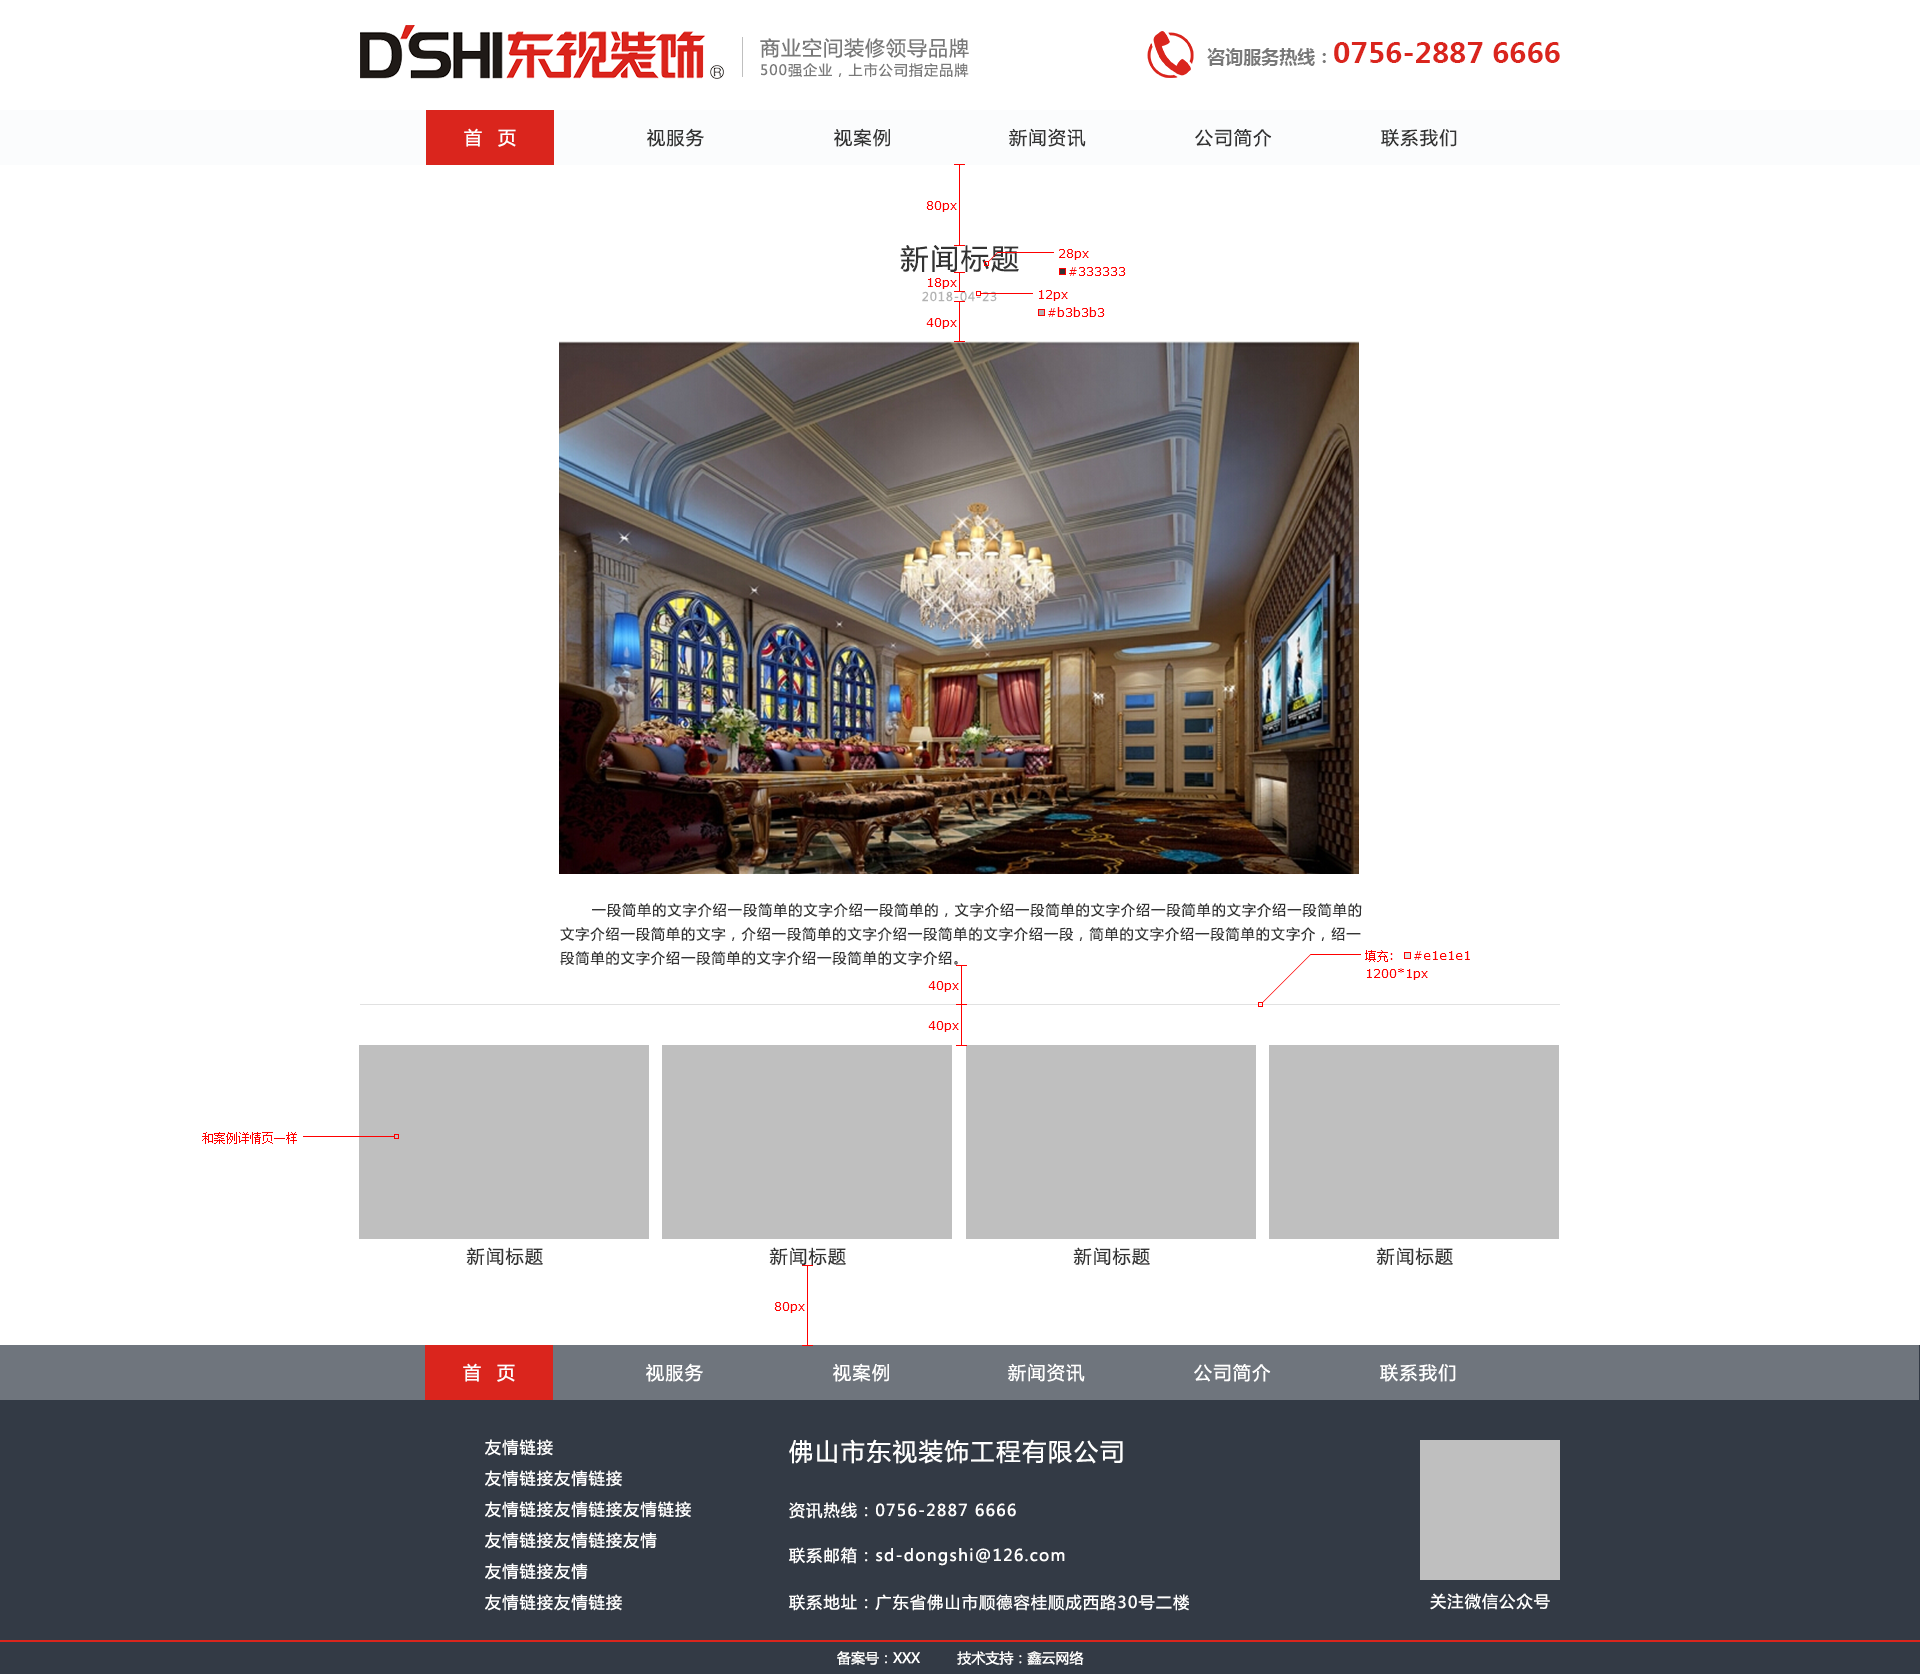 D'SHI东视装饰®
商业空间装修领导品牌
500强企业，上市公司指定品牌
咨询服务热线：0756-2887 6666
首 页 视服务 视案例 新闻资讯 公司简介 联系我们
80px
新闻标题
28px
#333333
18px
2018-04-23
12px
#b3b3b3
40px
一段简单的文字介绍一段简单的文字介绍一段简单的，文字介绍一段简单的文字介绍一段简单的文字介绍一段简单的
文字介绍一段简单的文字，介绍一段简单的文字介绍一段简单的文字介绍一段，简单的文字介绍一段简单的文字介，绍一
段简单的文字介绍一段简单的文字介绍一段简单的文字介绍。
填充: #e1e1e1
1200*1px
40px
40px
和案例详情页一样
新闻标题 新闻标题 新闻标题 新闻标题
80px
首 页 视服务 视案例 新闻资讯 公司简介 联系我们
友情链接
友情链接友情链接
友情链接友情链接友情链接
友情链接友情链接友情
友情链接友情
友情链接友情链接
佛山市东视装饰工程有限公司
资讯热线：0756-2887 6666
联系邮箱：sd-dongshi@126.com
联系地址：广东省佛山市顺德容桂顺成西路30号二楼
关注微信公众号
备案号：XXX 技术支持：鑫云网络